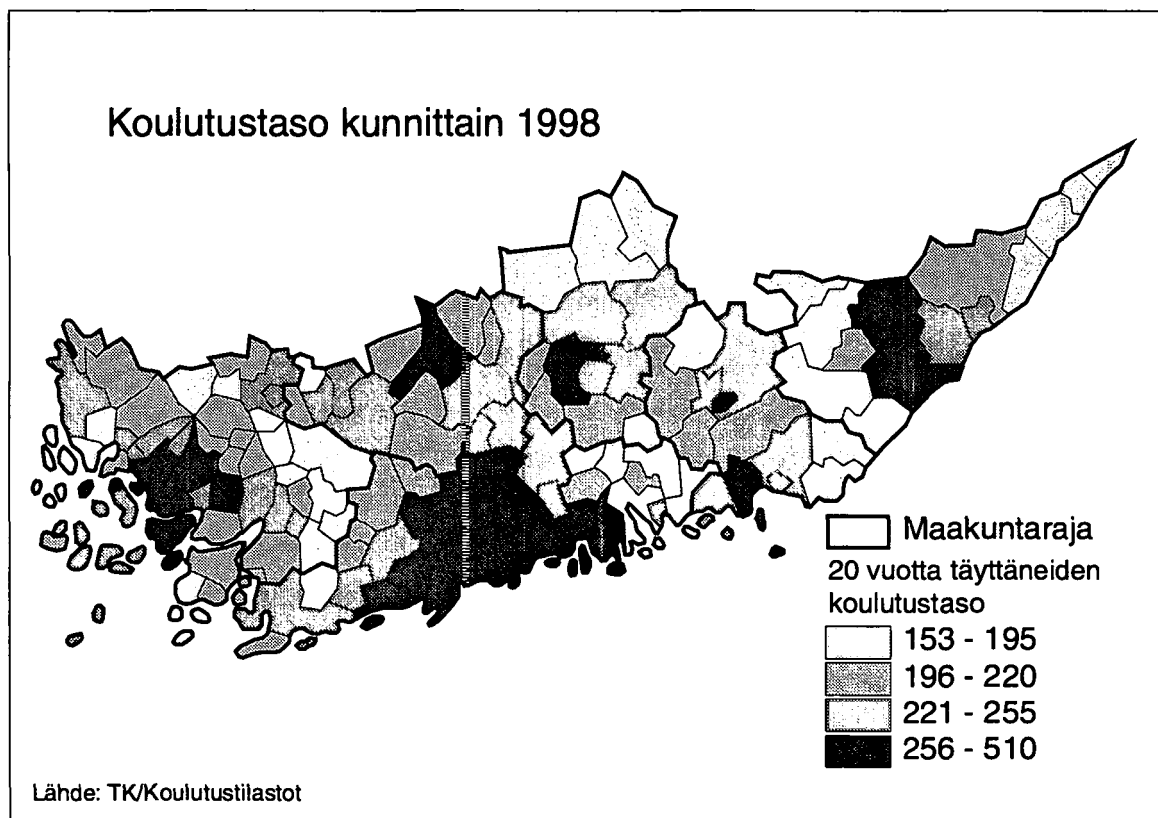 Koulutustaso kunnittain 1998
Maakuntaraja
20 vuotta täyttäneiden
koulutustaso
153 - 195
196 - 220
221 - 255
256 - 510
Lähde: TK/Koulutustilastot